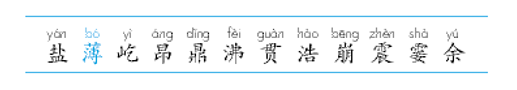 yán bó yì áng dǐng fèi guàn hào bēng zhèn shà yú
盐 薄 屹 昂 鼎 沸 贯 浩 崩 震 霎 余